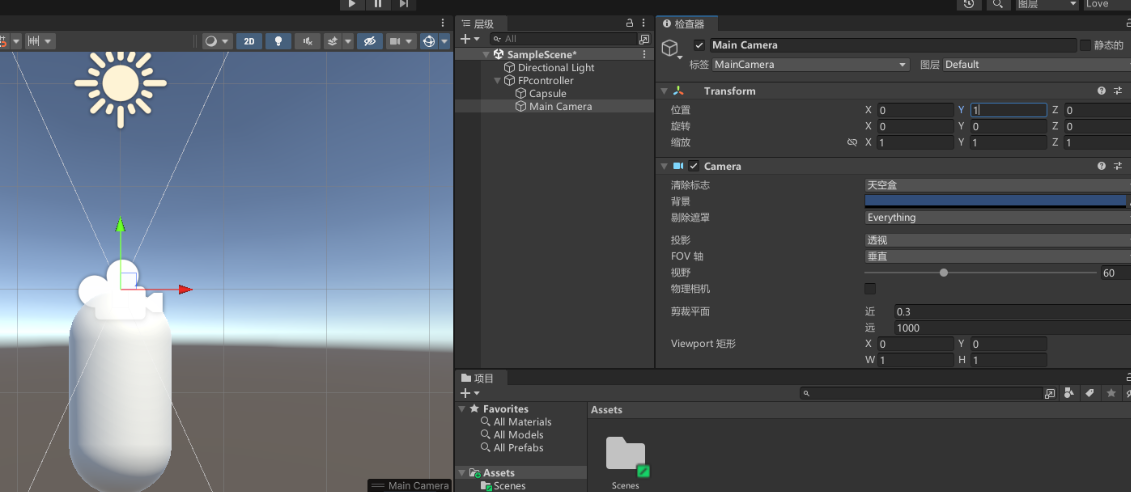 图层 Love
2D
层级
All
SampleScene*
Directional Light
FPcontroller
Capsule
Main Camera
Main Camera
检查器
Main Camera 静态的
标签 MainCamera 图层 Default
Transform
位置 X 0 Y 1 Z 0
旋转 X 0 Y 0 Z 0
缩放 X 1 Y 1 Z 1
Camera
清除标志 天空盒
背景
剔除遮罩 Everything
投影 透视
FOV 轴 垂直
视野 60
物理相机
剪裁平面 近 0.3
远 1000
Viewport 矩形 X 0 Y 0
W 1 H 1
项目
Favorites
All Materials
All Models
All Prefabs
Assets
Scenes
Assets
Scenes